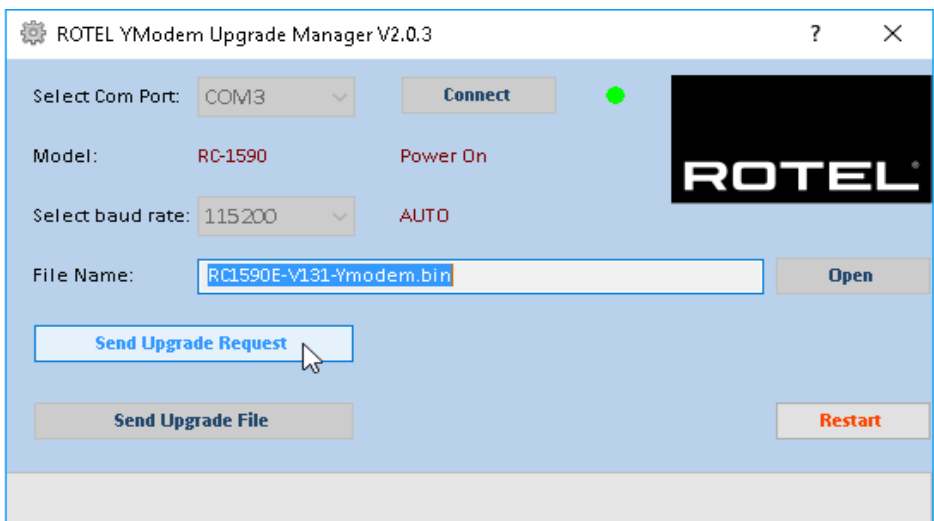 ROTEL YModem Upgrade Manager V2.0.3 ?
Select Com Port: COM3 Connect
Model: RC-1590 Power On
ROTEL
Select baud rate: 115200 AUTO
File Name: RC1590E-V131-Ymodem.bin Open
Send Upgrade Request
Send Upgrade File Restart